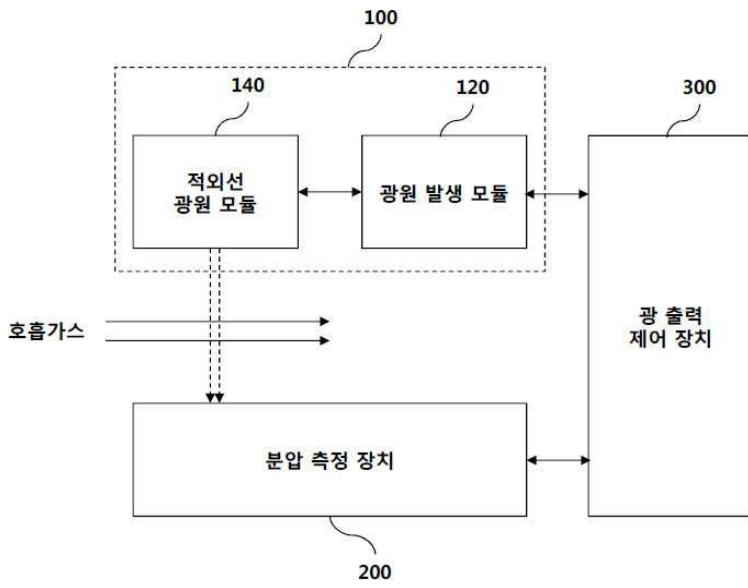 100
140
120
300
적외선
광원 모듈
광원 발생 모듈
호흡가스
광 출력
제어 장치
분압 측정 장치
200